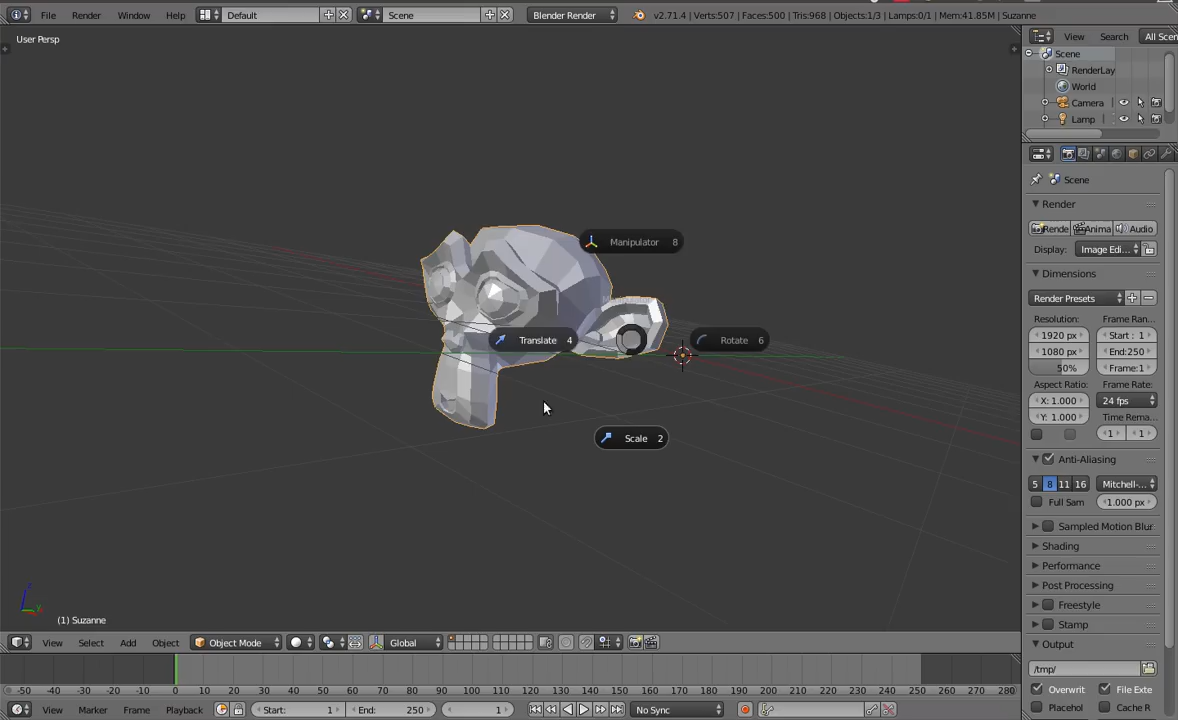 File Render Window Help Default Scene Blender Render v2.71.4 | Verts:507 | Faces:500 | Tris:968 | Objects:1/3 | Lamps:0/1 | Mem:41.85M | Suzanne
User Persp
View Search All Scen
Scene
RenderLay
World
Camera
Lamp
Scene
Render
Rende Anima Audio
Display: Image Edi...
Dimensions
Render Presets
Resolution: Frame Ran...
1920 px Start : 1
1080 px End:250
50% Frame:1
Aspect Ratio: Frame Rate:
X: 1.000 24 fps
Y: 1.000 Time Rema...
1 1
Anti-Aliasing
5 8 11 16 Mitchell-...
Full Sam 1.000 px
Sampled Motion Blur
Shading
Performance
Post Processing
Freestyle
Stamp
Output
/tmp/
Overwrit File Exte
Placehol Cache R
Manipulator 8
Translate 4
Rotate 6
Scale 2
z
y
(1) Suzanne
View Select Add Object Object Mode Global
-50 -40 -30 -20 -10 0 10 20 30 40 50 60 70 80 90 100 110 120 130 140 150 160 170 180 190 200 210 220 230 240 250 260 270 280
View Marker Frame Playback Start: 1 End: 250 1 No Sync